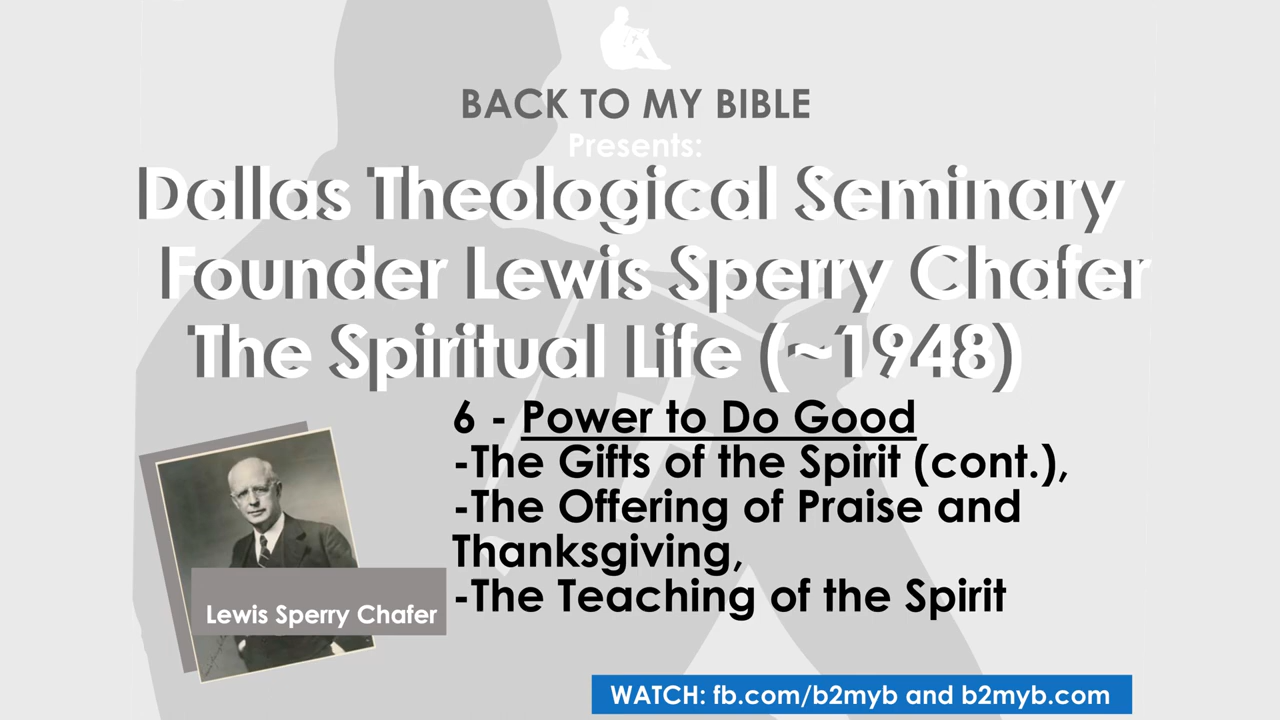 BACK TO MY BIBLE
Presents:
Dallas Theological Seminary
Founder Lewis Sperry Chafer
The Spiritual Life (~1948)
6 - Power to Do Good
-The Gifts of the Spirit (cont.),
-The Offering of Praise and
Thanksgiving,
-The Teaching of the Spirit
Lewis Sperry Chafer
WATCH: fb.com/b2myb and b2myb.com